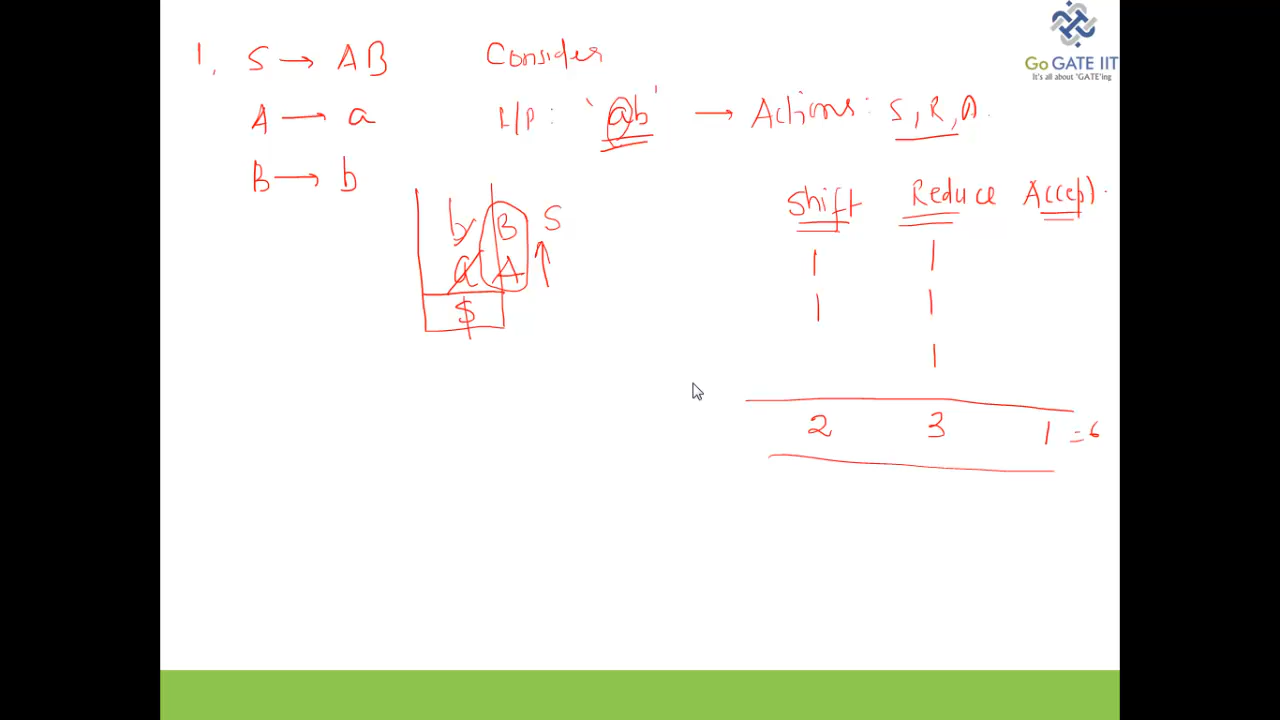 1. S → AB Consider
Go GATE IIT
It's all about 'GATE'ing
A → a I/P: 'ab' → Actions: S, R, A.
B → b
Shift Reduce Accept.
b B S
a A
$
1 1
1 1
1
2 3 1 = 6